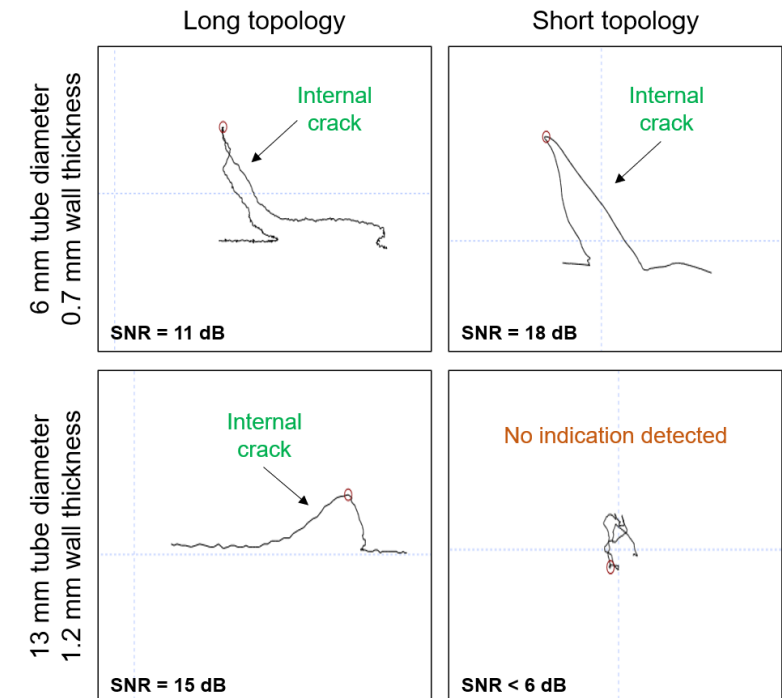 Long topology
Short topology
6 mm tube diameter
0.7 mm wall thickness
Internal
crack
SNR = 11 dB
Internal
crack
SNR = 18 dB
13 mm tube diameter
1.2 mm wall thickness
Internal
crack
SNR = 15 dB
No indication detected
SNR < 6 dB